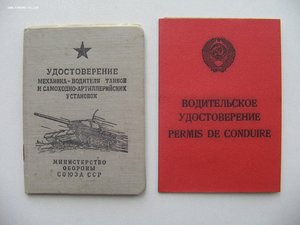 УДОСТОВЕРЕНИЕ
МЕХАНИКА-ВОДИТЕЛЯ ТАНКОВ
И САМОХОДНО-АРТИЛЛЕРИЙСКИХ
УСТАНОВОК
МИНИСТЕРСТВО
ОБОРОНЫ
СОЮЗА ССР
ВОДИТЕЛЬСКОЕ
УДОСТОВЕРЕНИЕ
PERMIS DE CONDUIRE